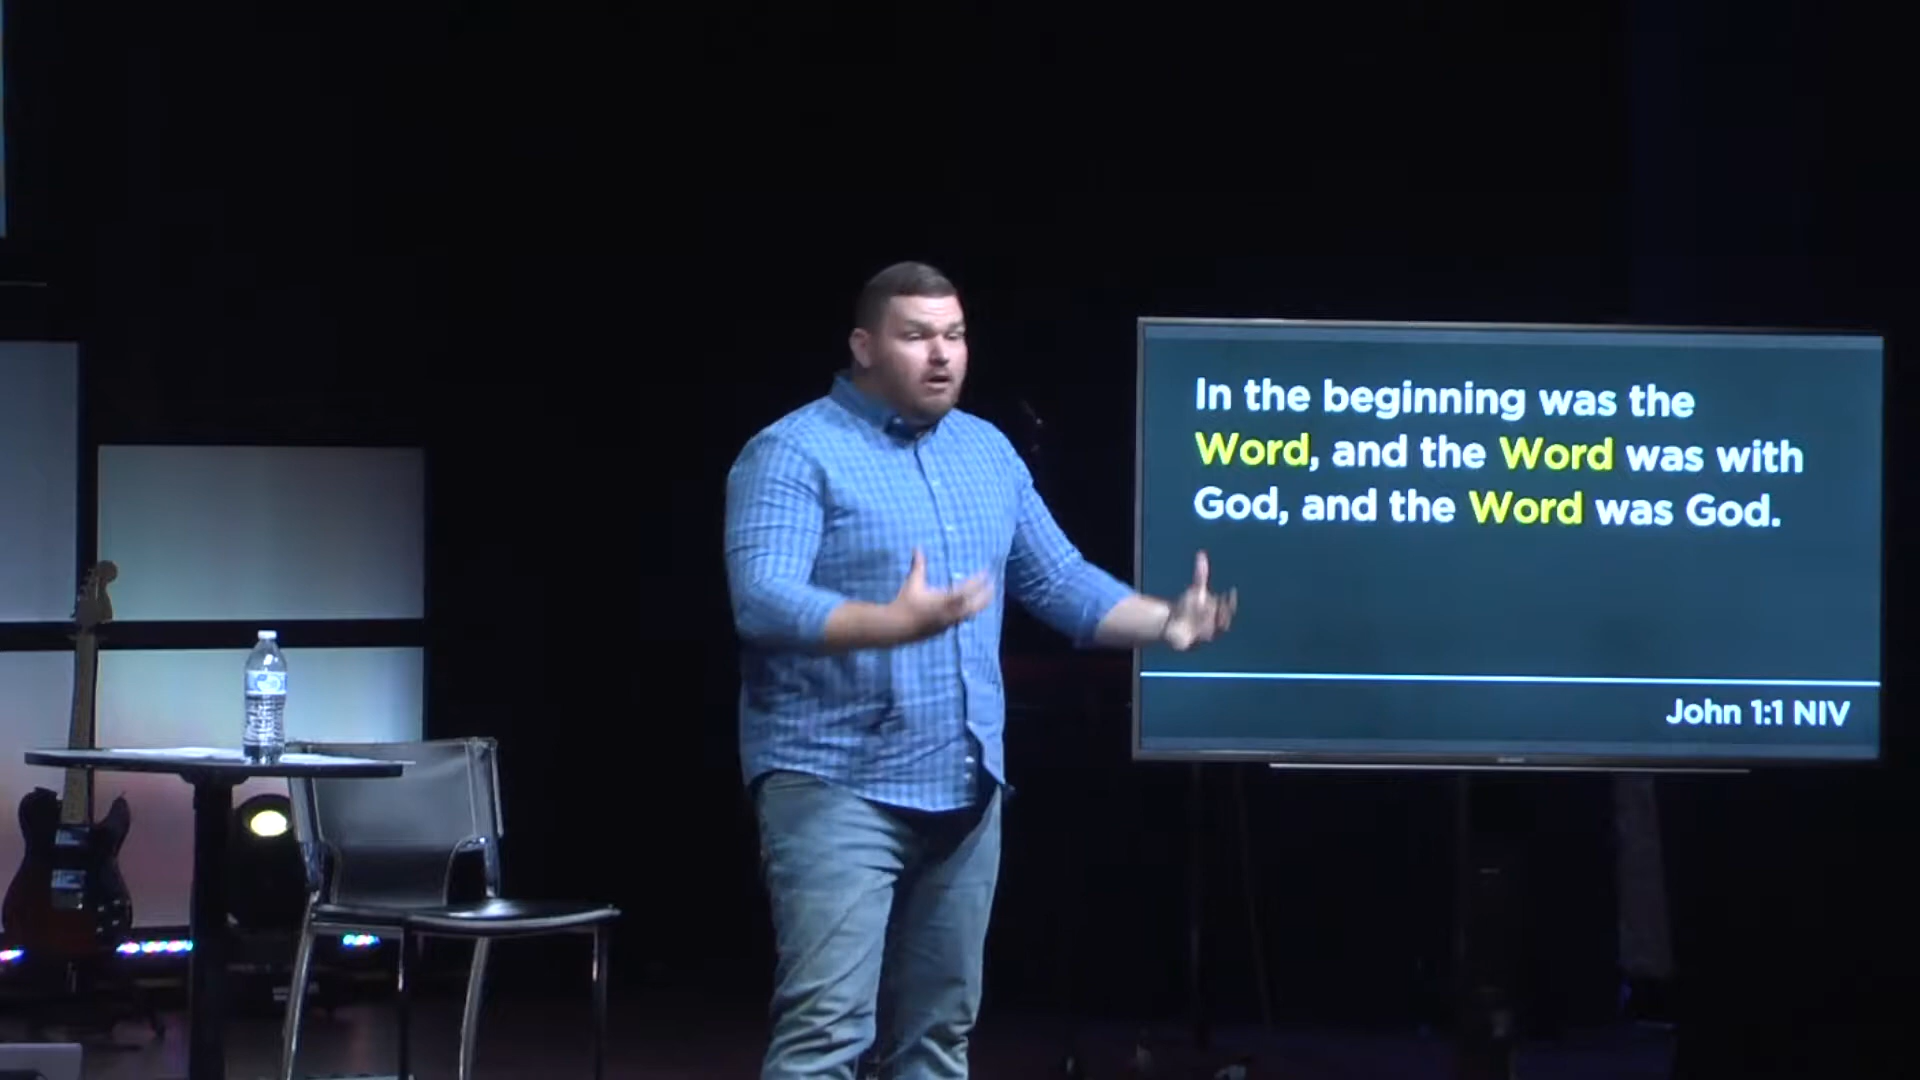 In the beginning was the
Word, and the Word was with
God, and the Word was God.
John 1:1 NIV